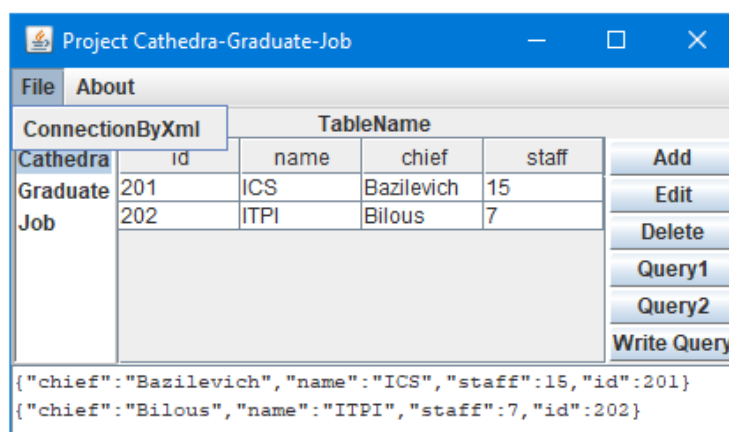 Project Cathedra-Graduate-Job
File About
ConnectionByXml
TableName
Cathedra
Graduate
Job
id name chief staff
201 ICS Bazilevich 15
202 ITPI Bilous 7
Add
Edit
Delete
Query1
Query2
Write Query
{"chief":"Bazilevich","name":"ICS","staff":15,"id":201}
{"chief":"Bilous","name":"ITPI","staff":7,"id":202}